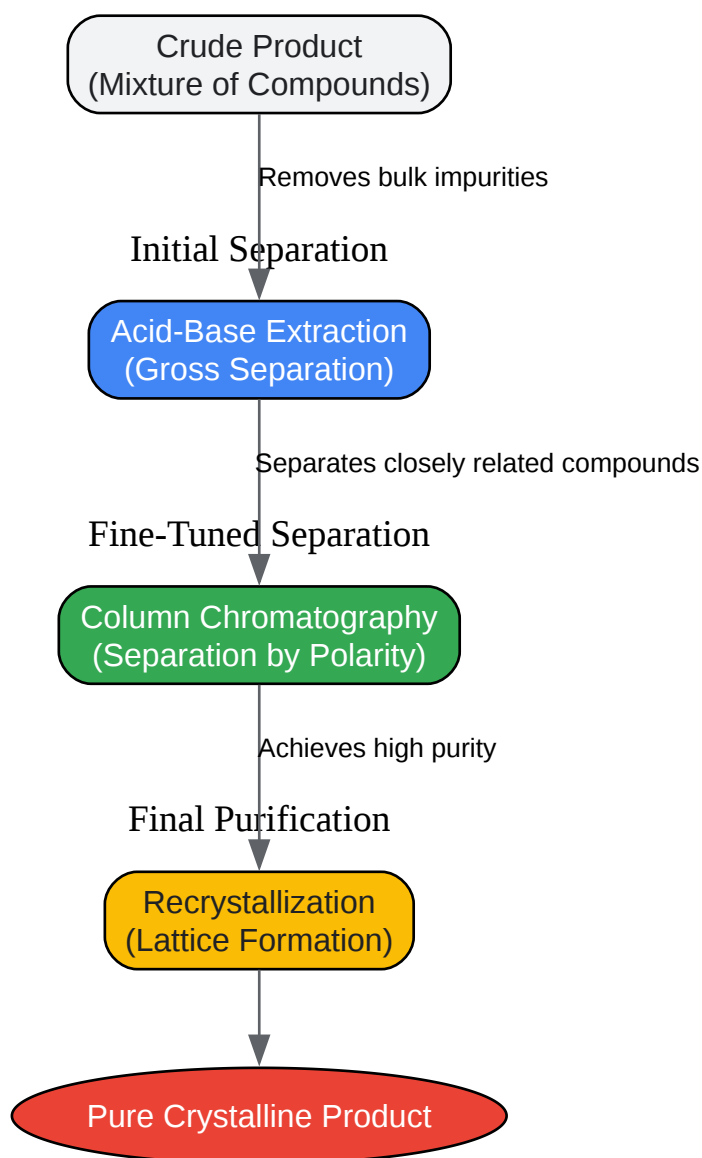 Crude Product
(Mixture of Compounds)
Removes bulk impurities
Initial Separation
Acid-Base Extraction
(Gross Separation)
Separates closely related compounds
Fine-Tuned Separation
Column Chromatography
(Separation by Polarity)
Achieves high purity
Final Purification
Recrystallization
(Lattice Formation)
Pure Crystalline Product